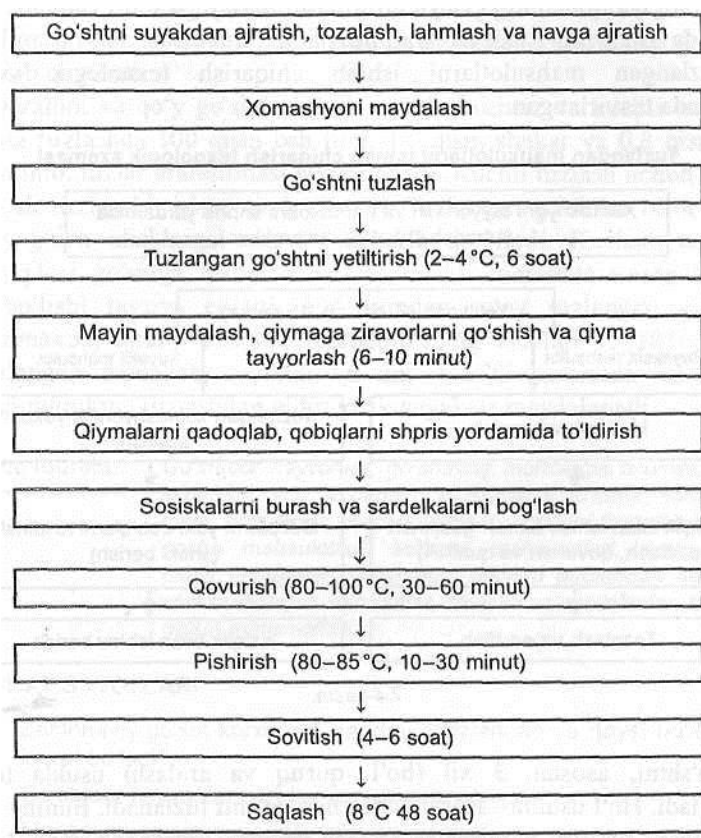 Go'shtni suyakdan ajratish, tozalash, lahmlash va navga ajratish
Xomashyoni maydalash
Go'shtni tuzlash
Tuzlangan go'shtni yetiltirish (2–4 °C, 6 soat)
Mayin maydalash, qiymaga ziravorlarni qo'shish va qiyma
tayyorlash (6–10 minut)
Qiymalarni qadoqlab, qobiqlarni shpris yordamida to'ldirish
Sosiskalarni burash va sardelkalarni bog'lash
Qovurish (80–100 °C, 30–60 minut)
Pishirish (80–85 °C, 10–30 minut)
Sovitish (4–6 soat)
Saqlash (8 °C 48 soat)